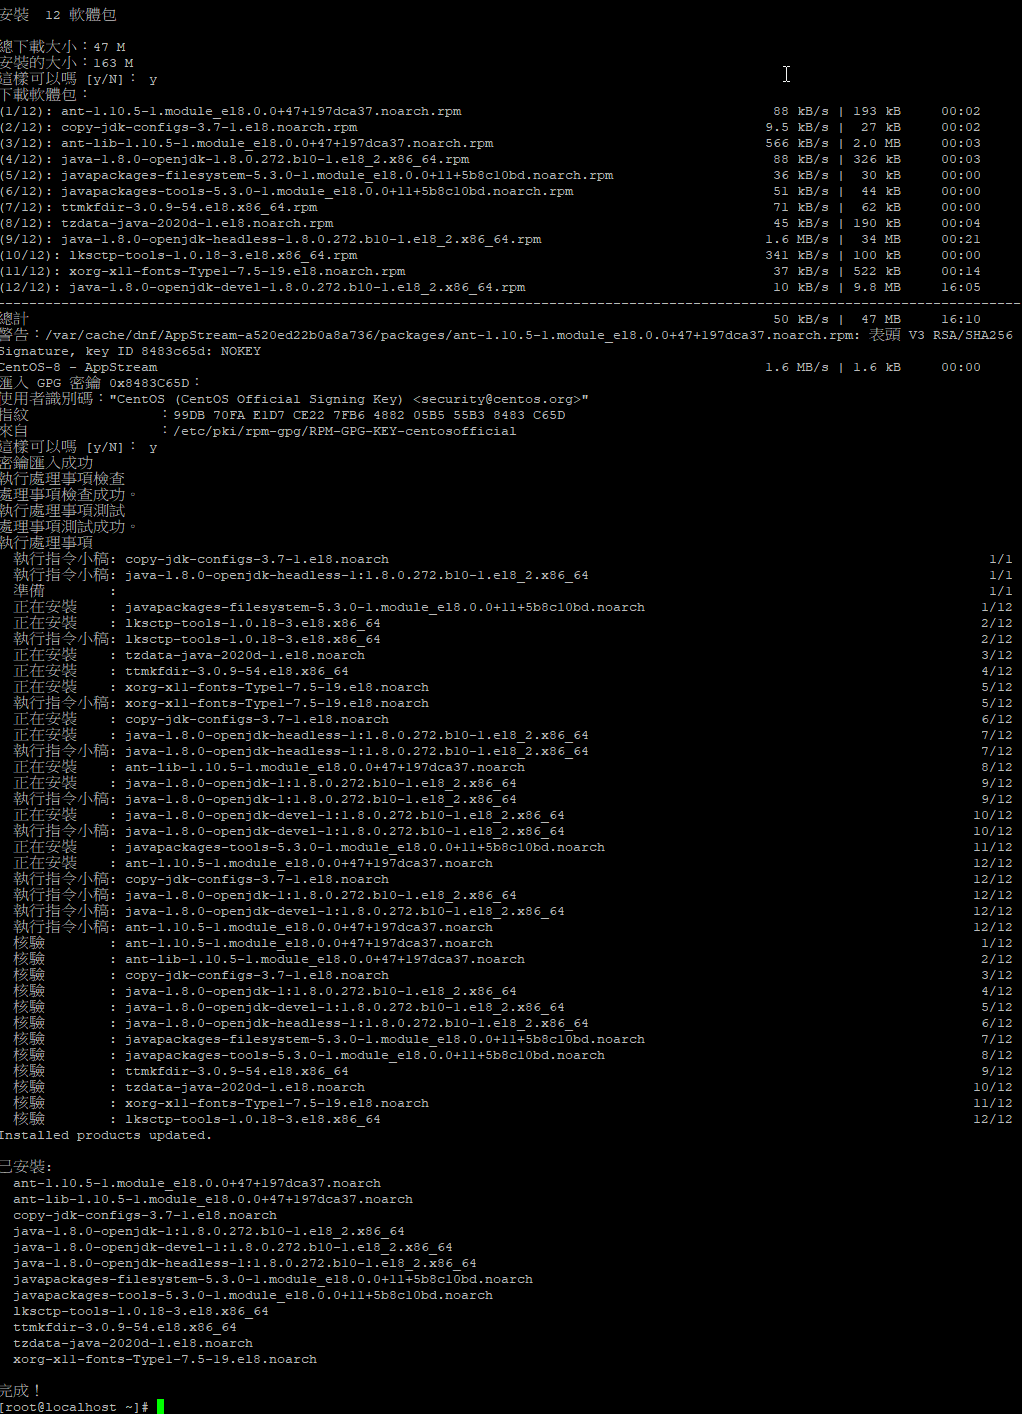 安裝  12 軟體包
總下載大小：47 M
安裝的大小：163 M
這樣可以嗎 [y/N]： y
下載軟體包：
(1/12): ant-1.10.5-1.module_el8.0.0+47+197dca37.noarch.rpm 88 kB/s | 193 kB 00:02
(2/12): copy-jdk-configs-3.7-1.el8.noarch.rpm 9.5 kB/s | 27 kB 00:02
(3/12): ant-lib-1.10.5-1.module_el8.0.0+47+197dca37.noarch.rpm 566 kB/s | 2.0 MB 00:03
(4/12): java-1.8.0-openjdk-1.8.0.272.b10-1.el8_2.x86_64.rpm 88 kB/s | 326 kB 00:03
(5/12): javapackages-filesystem-5.3.0-1.module_el8.0.0+11+5b8c10bd.noarch.rpm 36 kB/s | 30 kB 00:00
(6/12): javapackages-tools-5.3.0-1.module_el8.0.0+11+5b8c10bd.noarch.rpm 51 kB/s | 44 kB 00:00
(7/12): ttmkfdir-3.0.9-54.el8.x86_64.rpm 71 kB/s | 62 kB 00:00
(8/12): tzdata-java-2020d-1.el8.noarch.rpm 45 kB/s | 190 kB 00:04
(9/12): java-1.8.0-openjdk-headless-1.8.0.272.b10-1.el8_2.x86_64.rpm 1.6 MB/s | 34 MB 00:21
(10/12): lksctp-tools-1.0.18-3.el8.x86_64.rpm 341 kB/s | 100 kB 00:00
(11/12): xorg-x11-fonts-Type1-7.5-19.el8.noarch.rpm 37 kB/s | 522 kB 00:14
(12/12): java-1.8.0-openjdk-devel-1.8.0.272.b10-1.el8_2.x86_64.rpm 10 kB/s | 9.8 MB 16:05
--------------------------------------------------------------------------------------------------------------------------------
總計 50 kB/s | 47 MB 16:10
警告：/var/cache/dnf/AppStream-a520ed22b0a8a736/packages/ant-1.10.5-1.module_el8.0.0+47+197dca37.noarch.rpm: 表頭 V3 RSA/SHA256
Signature, key ID 8483c65d: NOKEY
CentOS-8 - AppStream 1.6 MB/s | 1.6 kB 00:00
匯入 GPG 密鑰 0x8483C65D：
使用者識別碼："CentOS (CentOS Official Signing Key) <security@centos.org>"
指紋 ：99DB 70FA E1D7 CE22 7FB6 4882 05B5 55B3 8483 C65D
來自 ：/etc/pki/rpm-gpg/RPM-GPG-KEY-centosofficial
這樣可以嗎 [y/N]： y
密鑰匯入成功
執行處理事項檢查
處理事項檢查成功。
執行處理事項測試
處理事項測試成功。
執行處理事項
執行指令小稿: copy-jdk-configs-3.7-1.el8.noarch 1/1
執行指令小稿: java-1.8.0-openjdk-headless-1:1.8.0.272.b10-1.el8_2.x86_64 1/1
準備 : 1/1
正在安裝 : javapackages-filesystem-5.3.0-1.module_el8.0.0+11+5b8c10bd.noarch 1/12
正在安裝 : lksctp-tools-1.0.18-3.el8.x86_64 2/12
執行指令小稿: lksctp-tools-1.0.18-3.el8.x86_64 2/12
正在安裝 : tzdata-java-2020d-1.el8.noarch 3/12
正在安裝 : ttmkfdir-3.0.9-54.el8.x86_64 4/12
正在安裝 : xorg-x11-fonts-Type1-7.5-19.el8.noarch 5/12
執行指令小稿: xorg-x11-fonts-Type1-7.5-19.el8.noarch 5/12
正在安裝 : copy-jdk-configs-3.7-1.el8.noarch 6/12
正在安裝 : java-1.8.0-openjdk-headless-1:1.8.0.272.b10-1.el8_2.x86_64 7/12
執行指令小稿: java-1.8.0-openjdk-headless-1:1.8.0.272.b10-1.el8_2.x86_64 7/12
正在安裝 : ant-lib-1.10.5-1.module_el8.0.0+47+197dca37.noarch 8/12
正在安裝 : java-1.8.0-openjdk-1:1.8.0.272.b10-1.el8_2.x86_64 9/12
執行指令小稿: java-1.8.0-openjdk-1:1.8.0.272.b10-1.el8_2.x86_64 9/12
正在安裝 : java-1.8.0-openjdk-devel-1:1.8.0.272.b10-1.el8_2.x86_64 10/12
執行指令小稿: java-1.8.0-openjdk-devel-1:1.8.0.272.b10-1.el8_2.x86_64 10/12
正在安裝 : javapackages-tools-5.3.0-1.module_el8.0.0+11+5b8c10bd.noarch 11/12
正在安裝 : ant-1.10.5-1.module_el8.0.0+47+197dca37.noarch 12/12
執行指令小稿: copy-jdk-configs-3.7-1.el8.noarch 12/12
執行指令小稿: java-1.8.0-openjdk-1:1.8.0.272.b10-1.el8_2.x86_64 12/12
執行指令小稿: java-1.8.0-openjdk-devel-1:1.8.0.272.b10-1.el8_2.x86_64 12/12
執行指令小稿: ant-1.10.5-1.module_el8.0.0+47+197dca37.noarch 12/12
核驗 : ant-1.10.5-1.module_el8.0.0+47+197dca37.noarch 1/12
核驗 : ant-lib-1.10.5-1.module_el8.0.0+47+197dca37.noarch 2/12
核驗 : copy-jdk-configs-3.7-1.el8.noarch 3/12
核驗 : java-1.8.0-openjdk-1:1.8.0.272.b10-1.el8_2.x86_64 4/12
核驗 : java-1.8.0-openjdk-devel-1:1.8.0.272.b10-1.el8_2.x86_64 5/12
核驗 : java-1.8.0-openjdk-headless-1:1.8.0.272.b10-1.el8_2.x86_64 6/12
核驗 : javapackages-filesystem-5.3.0-1.module_el8.0.0+11+5b8c10bd.noarch 7/12
核驗 : javapackages-tools-5.3.0-1.module_el8.0.0+11+5b8c10bd.noarch 8/12
核驗 : ttmkfdir-3.0.9-54.el8.x86_64 9/12
核驗 : tzdata-java-2020d-1.el8.noarch 10/12
核驗 : xorg-x11-fonts-Type1-7.5-19.el8.noarch 11/12
核驗 : lksctp-tools-1.0.18-3.el8.x86_64 12/12
Installed products updated.
已安裝:
ant-1.10.5-1.module_el8.0.0+47+197dca37.noarch
ant-lib-1.10.5-1.module_el8.0.0+47+197dca37.noarch
copy-jdk-configs-3.7-1.el8.noarch
java-1.8.0-openjdk-1:1.8.0.272.b10-1.el8_2.x86_64
java-1.8.0-openjdk-devel-1:1.8.0.272.b10-1.el8_2.x86_64
java-1.8.0-openjdk-headless-1:1.8.0.272.b10-1.el8_2.x86_64
javapackages-filesystem-5.3.0-1.module_el8.0.0+11+5b8c10bd.noarch
javapackages-tools-5.3.0-1.module_el8.0.0+11+5b8c10bd.noarch
lksctp-tools-1.0.18-3.el8.x86_64
ttmkfdir-3.0.9-54.el8.x86_64
tzdata-java-2020d-1.el8.noarch
xorg-x11-fonts-Type1-7.5-19.el8.noarch
完成！
[root@localhost ~]#